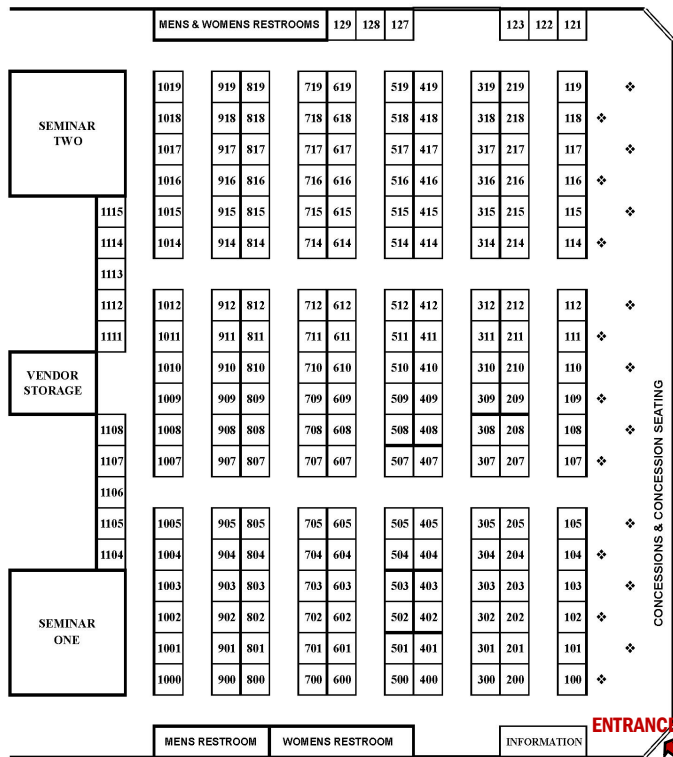 MENS & WOMENS RESTROOMS 129 128 127 123 122 121
1019 919 819 719 619 519 419 319 219 119
SEMINAR
TWO
1018 918 818 718 618 518 418 318 218 118
1017 917 817 717 617 517 417 317 217 117
1016 916 816 716 616 516 416 316 216 116
1115 1015 915 815 715 615 515 415 315 215 115
1114 1014 914 814 714 614 514 414 314 214 114
1113
1112 1012 912 812 712 612 512 412 312 212 112
1111 1011 911 811 711 611 511 411 311 211 111
VENDOR
STORAGE
1010 910 810 710 610 510 410 310 210 110
1009 909 809 709 609 509 409 309 209 109
1108 1008 908 808 708 608 508 408 308 208 108
1107 1007 907 807 707 607 507 407 307 207 107
1106
1105 1005 905 805 705 605 505 405 305 205 105
1104 1004 904 804 704 604 504 404 304 204 104
1003 903 803 703 603 503 403 303 203 103
SEMINAR
ONE
1002 902 802 702 602 502 402 302 202 102
1001 901 801 701 601 501 401 301 201 101
1000 900 800 700 600 500 400 300 200 100
CONCESSIONS & CONCESSION SEATING
ENTRANCE
MENS RESTROOM WOMENS RESTROOM INFORMATION